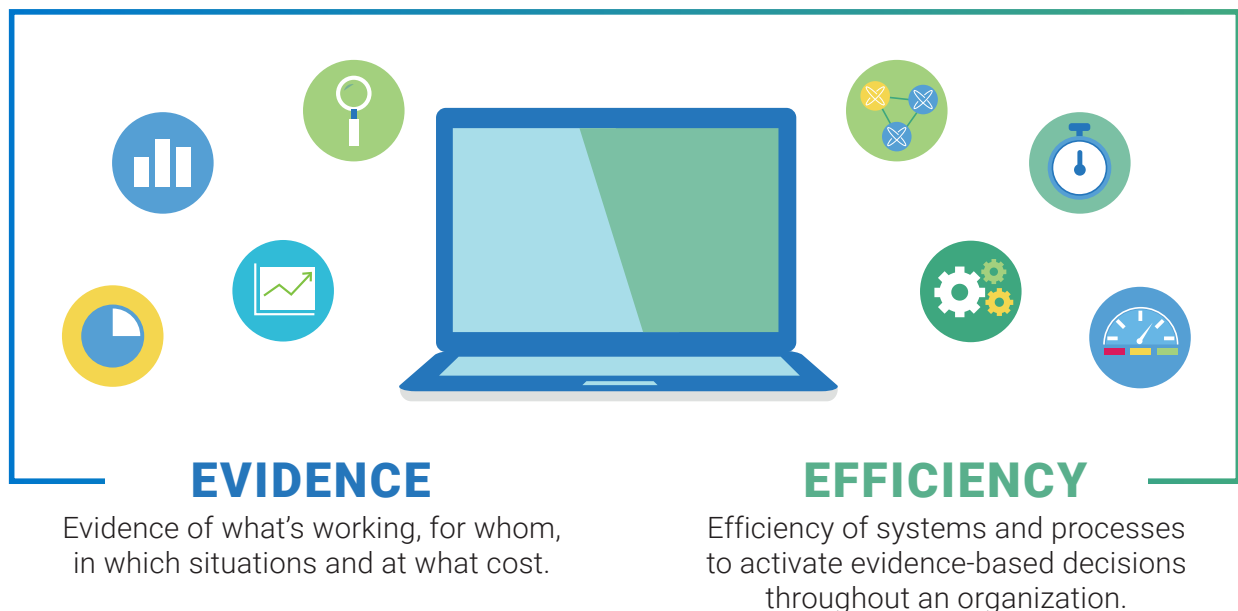 EVIDENCE
Evidence of what’s working, for whom,
in which situations and at what cost.
EFFICIENCY
Efficiency of systems and processes
to activate evidence-based decisions
throughout an organization.